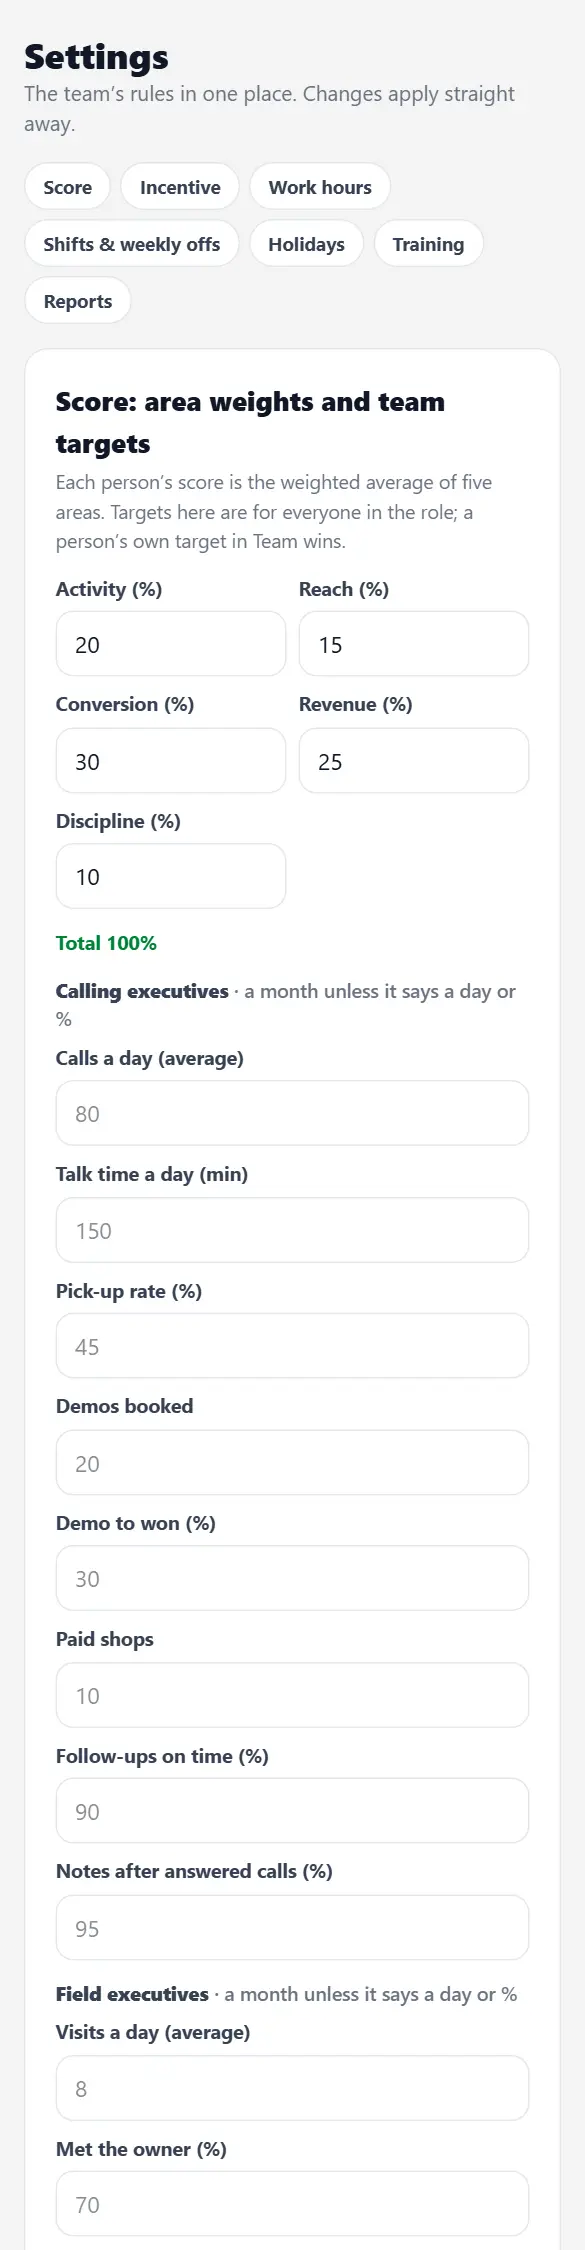 Settings
The team's rules in one place. Changes apply straight
away.
Score
Incentive
Work hours
Shifts & weekly offs
Holidays
Training
Reports
Score: area weights and team
targets
Each person's score is the weighted average of five
areas. Targets here are for everyone in the role; a
person's own target in Team wins.
Activity (%)
Reach (%)
20
15
Conversion (%)
Revenue (%)
30
25
Discipline (%)
10
Total 100%
Calling executives · a month unless it says a day or
%
Calls a day (average)
80
Talk time a day (min)
150
Pick-up rate (%)
45
Demos booked
20
Demo to won (%)
30
Paid shops
10
Follow-ups on time (%)
90
Notes after answered calls (%)
95
Field executives · a month unless it says a day or %
Visits a day (average)
8
Met the owner (%)
70